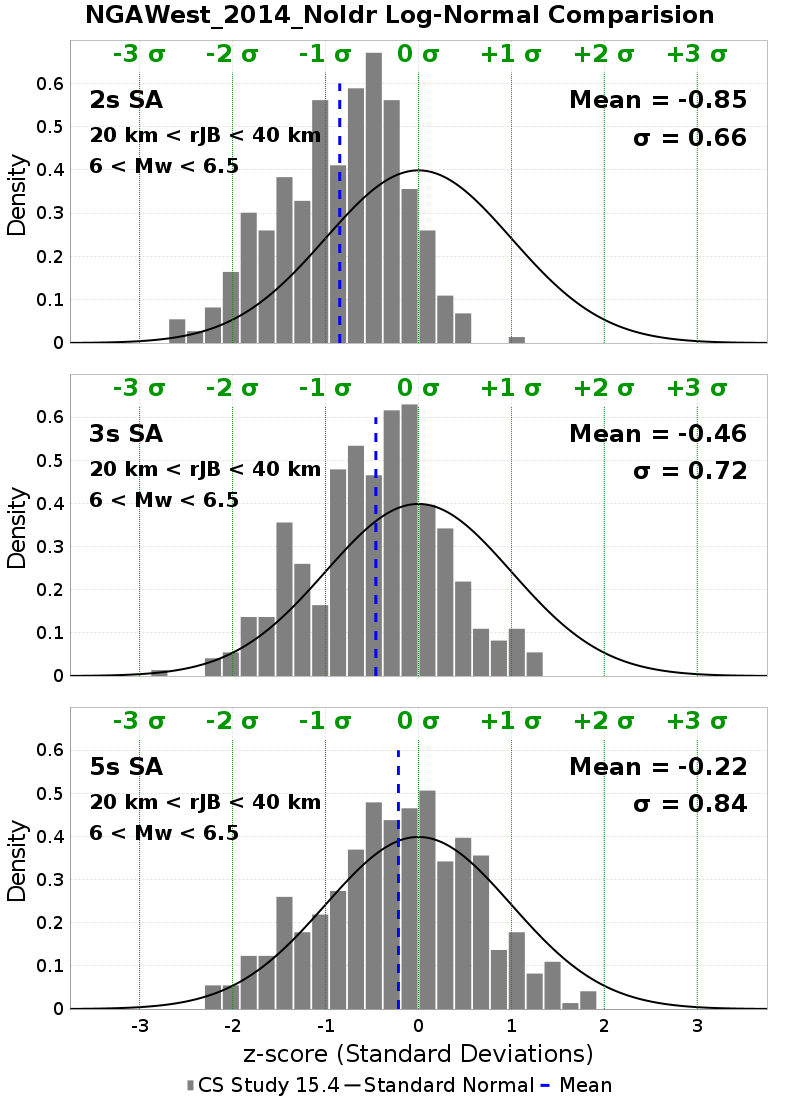 NGAWest_2014_NoIdr Log-Normal Comparision
-3 σ -2 σ -1 σ 0 σ +1 σ +2 σ +3 σ
0.6
2s SA Mean = -0.85
0.5
20 km < rJB < 40 km σ = 0.66
0.4
6 < Mw < 6.5
0.3
0.2
0.1
0
Density
-3 σ -2 σ -1 σ 0 σ +1 σ +2 σ +3 σ
0.6
3s SA Mean = -0.46
0.5
20 km < rJB < 40 km σ = 0.72
0.4
6 < Mw < 6.5
0.3
0.2
0.1
0
Density
-3 σ -2 σ -1 σ 0 σ +1 σ +2 σ +3 σ
0.6
5s SA Mean = -0.22
0.5
20 km < rJB < 40 km σ = 0.84
0.4
6 < Mw < 6.5
0.3
0.2
0.1
0
Density
-3 -2 -1 0 1 2 3
z-score (Standard Deviations)
CS Study 15.4 Standard Normal Mean